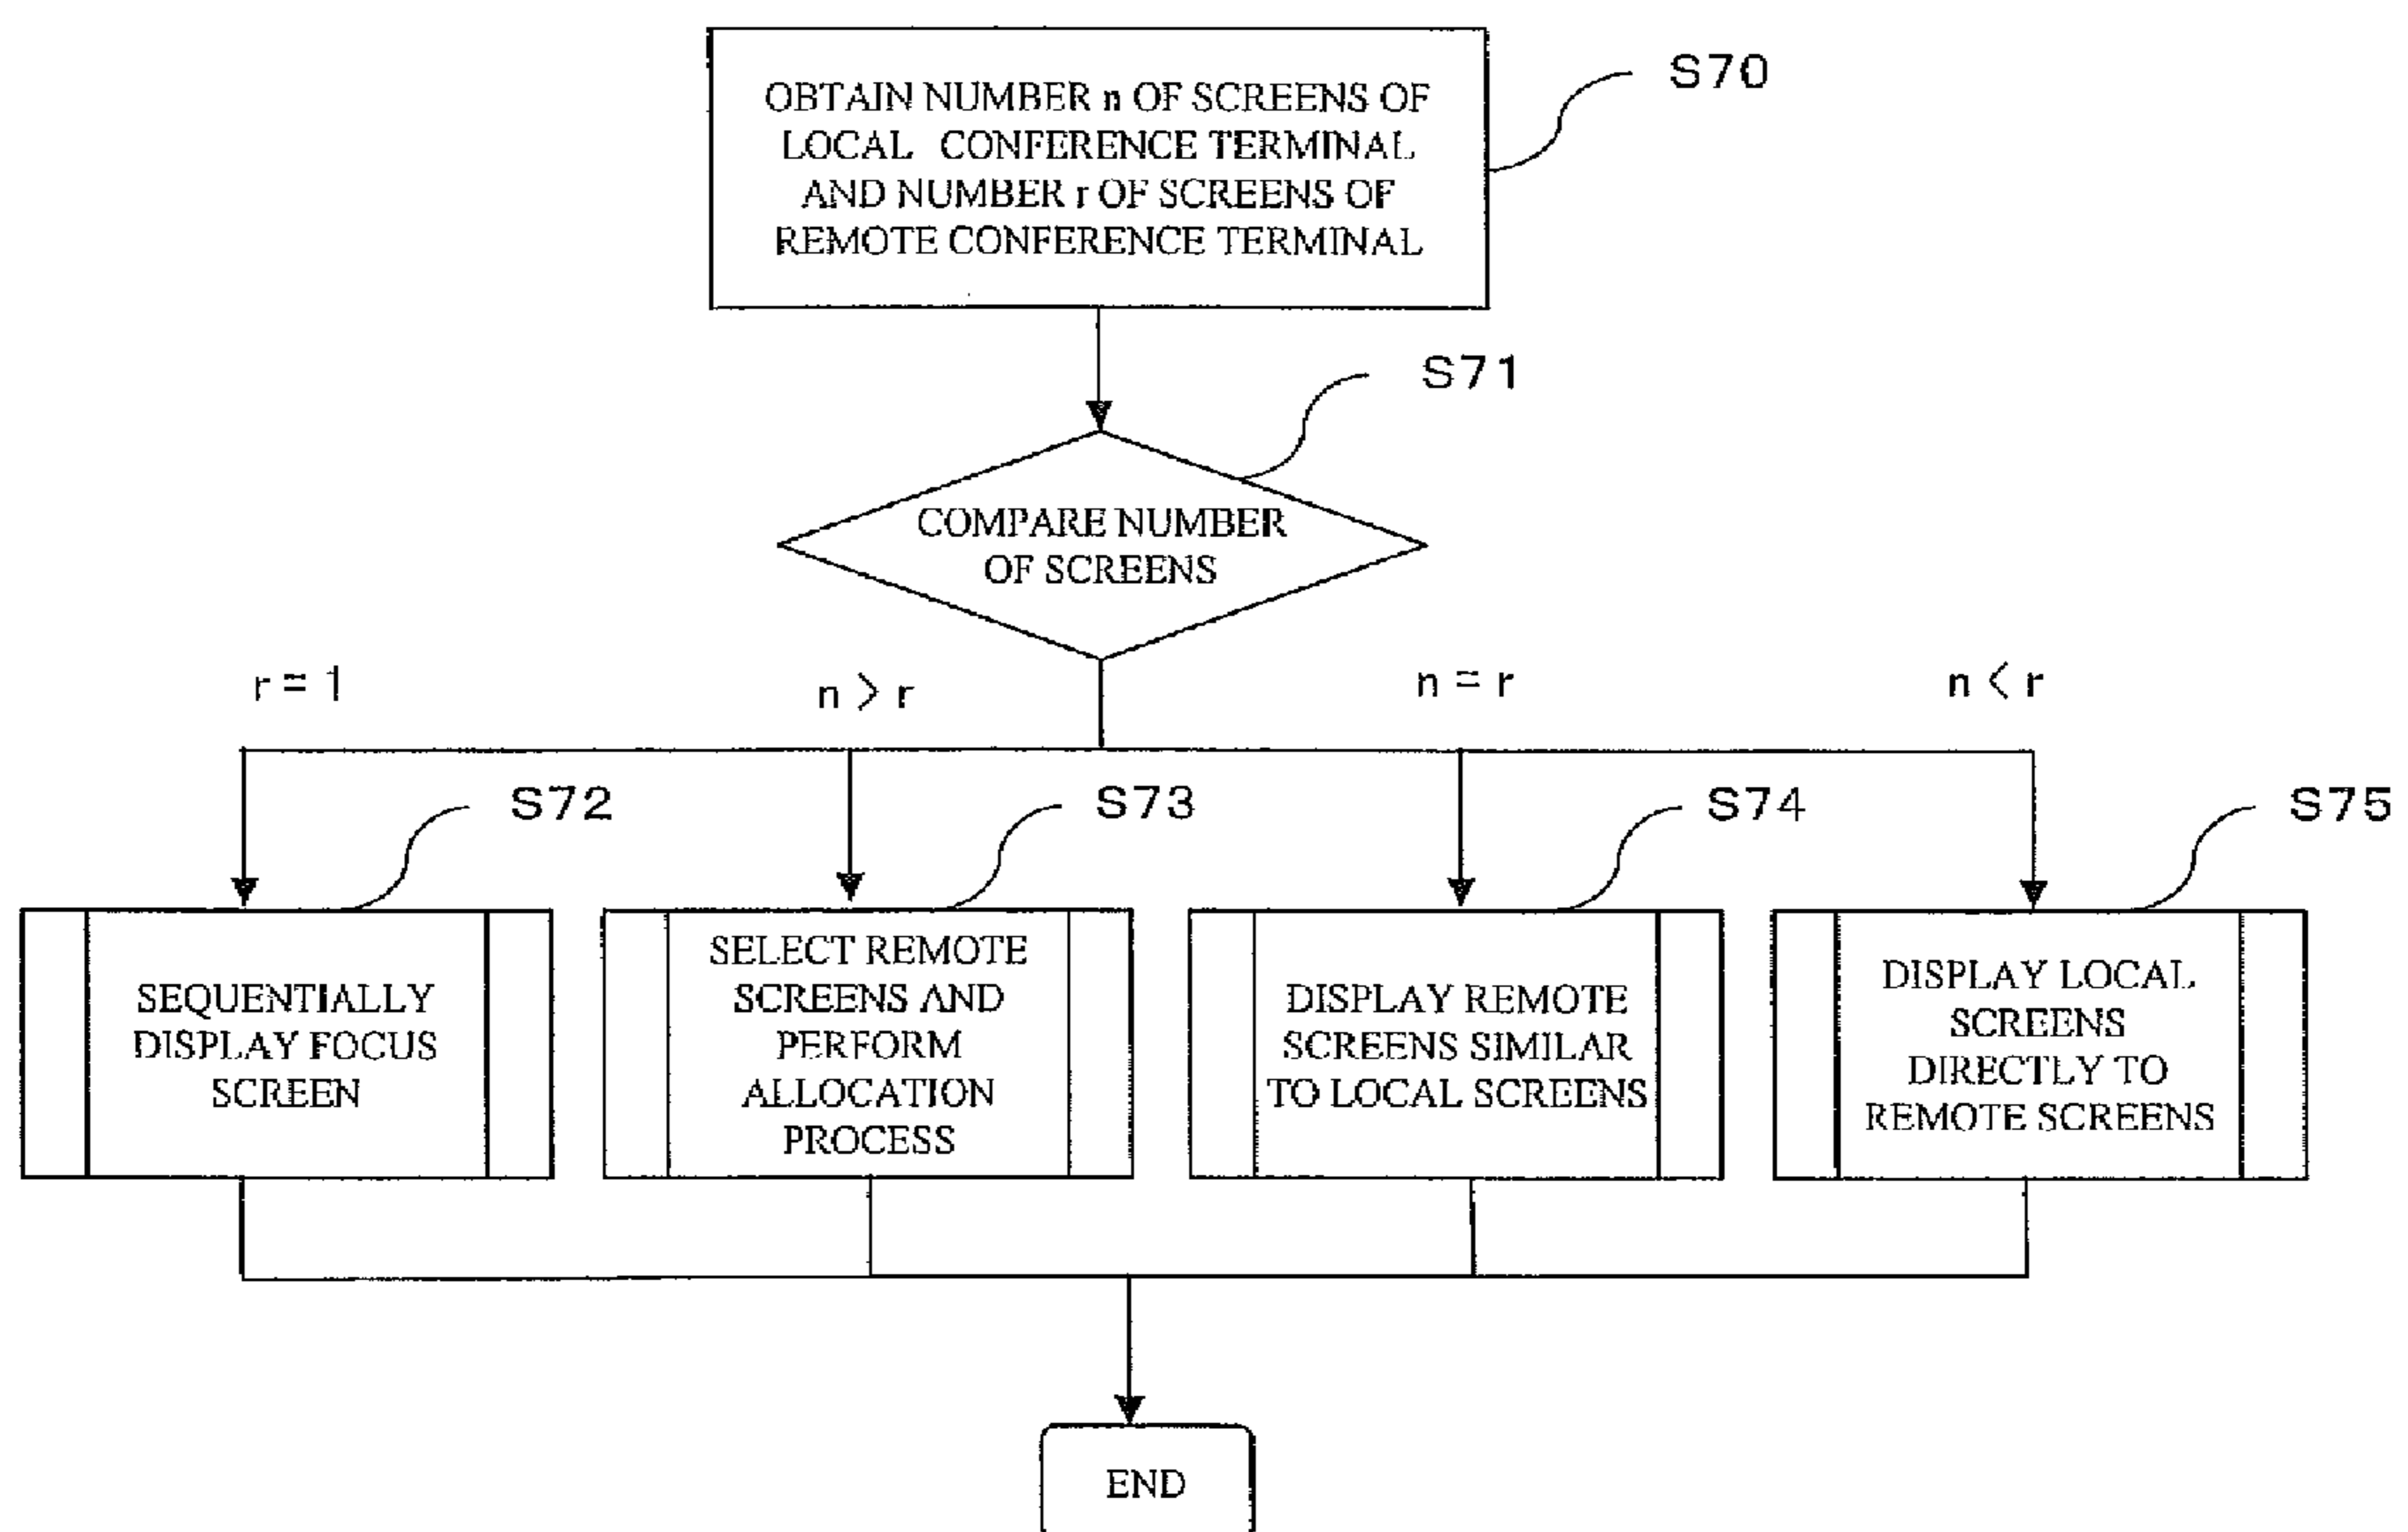 OBTAIN NUMBER n OF SCREENS OF
LOCAL CONFERENCE TERMINAL
AND NUMBER r OF SCREENS OF
REMOTE CONFERENCE TERMINAL
S70
S71
COMPARE NUMBER
OF SCREENS
r = 1
n > r
n = r
n < r
S72
S73
S74
S75
SEQUENTIALLY
DISPLAY FOCUS
SCREEN
SELECT REMOTE
SCREENS AND
PERFORM
ALLOCATION
PROCESS
DISPLAY REMOTE
SCREENS SIMILAR
TO LOCAL SCREENS
DISPLAY LOCAL
SCREENS
DIRECTLY TO
REMOTE SCREENS
END